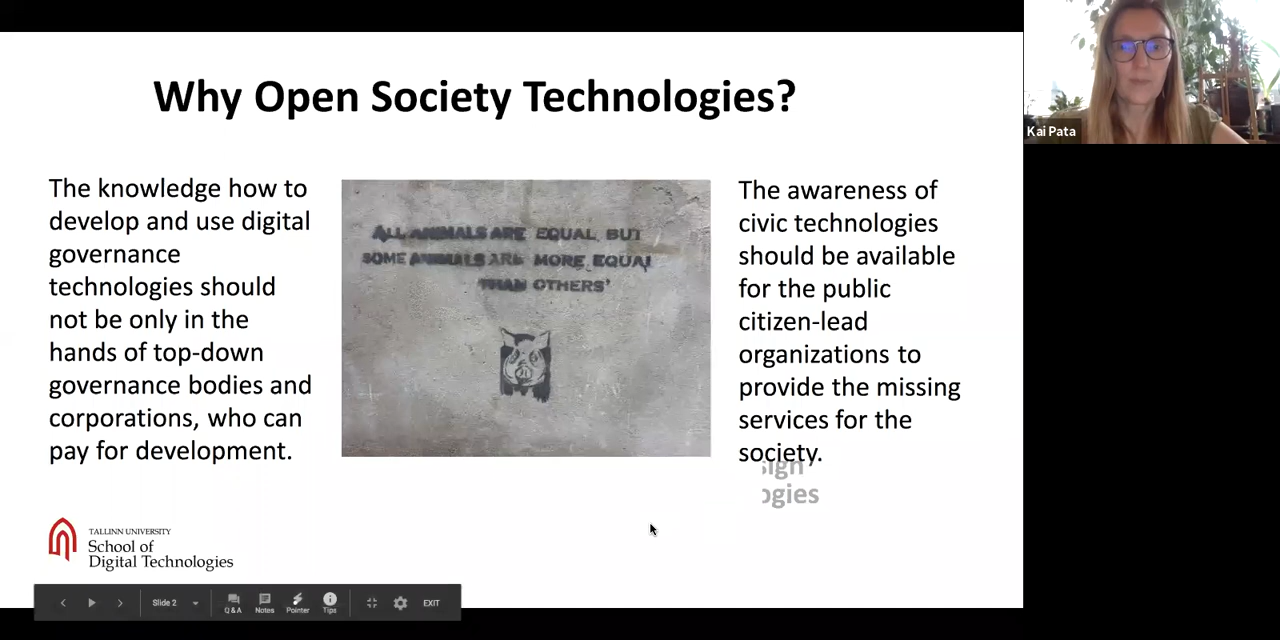 Why Open Society Technologies?
The knowledge how to
develop and use digital
governance
technologies should
not be only in the
hands of top-down
governance bodies and
corporations, who can
pay for development.
ALL ANIMALS ARE EQUAL, BUT
SOME ANIMALS ARE MORE EQUAL
THAN OTHERS'
The awareness of
civic technologies
should be available
for the public
citizen-lead
organizations to
provide the missing
services for the
society.
sign
ogies
TALLINN UNIVERSITY
School of
Digital Technologies
Slide 2
Q & A
Notes
Pointer
Tips
EXIT
Kai Pata